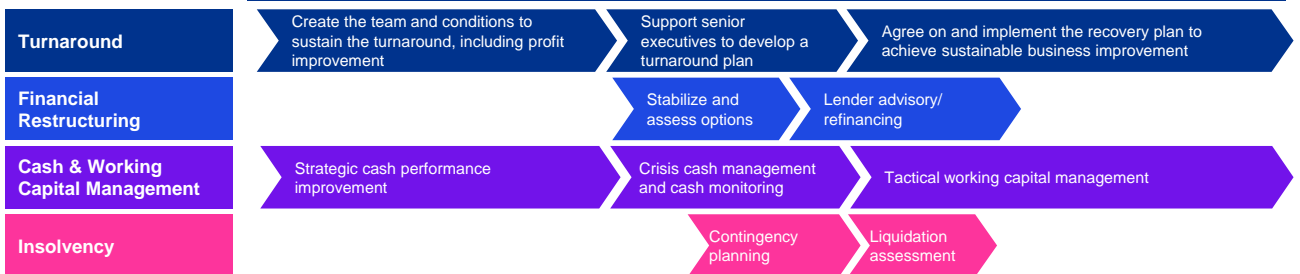 Turnaround
Create the team and conditions to
sustain the turnaround, including profit
improvement
Support senior
executives to develop a
turnaround plan
Agree on and implement the recovery plan to
achieve sustainable business improvement
Financial
Restructuring
Stabilize and
assess options
Lender advisory/
refinancing
Cash & Working
Capital Management
Strategic cash performance
improvement
Crisis cash management
and cash monitoring
Tactical working capital management
Insolvency
Contingency
planning
Liquidation
assessment